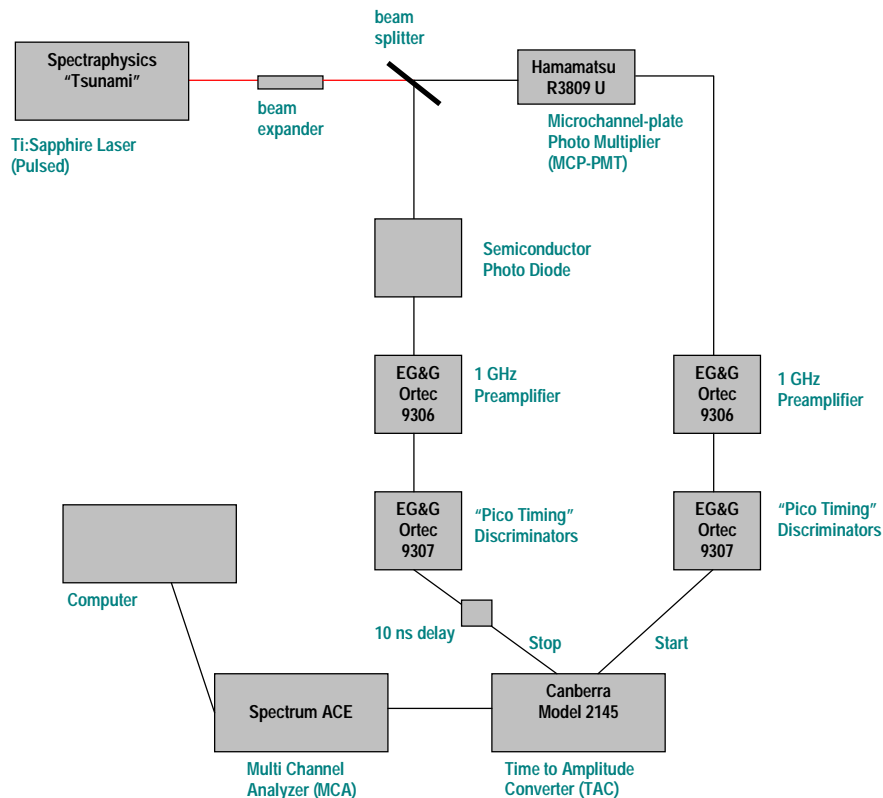 beam
splitter
Spectraphysics
“Tsunami”
Hamamatsu
R3809 U
beam
expander
Microchannel-plate
Photo Multiplier
(MCP-PMT)
Ti:Sapphire Laser
(Pulsed)
Semiconductor
Photo Diode
EG&G
Ortec
9306
1 GHz
Preamplifier
EG&G
Ortec
9306
1 GHz
Preamplifier
EG&G
Ortec
9307
“Pico Timing”
Discriminators
EG&G
Ortec
9307
“Pico Timing”
Discriminators
Computer
10 ns delay
Stop
Start
Spectrum ACE
Canberra
Model 2145
Multi Channel
Analyzer (MCA)
Time to Amplitude
Converter (TAC)